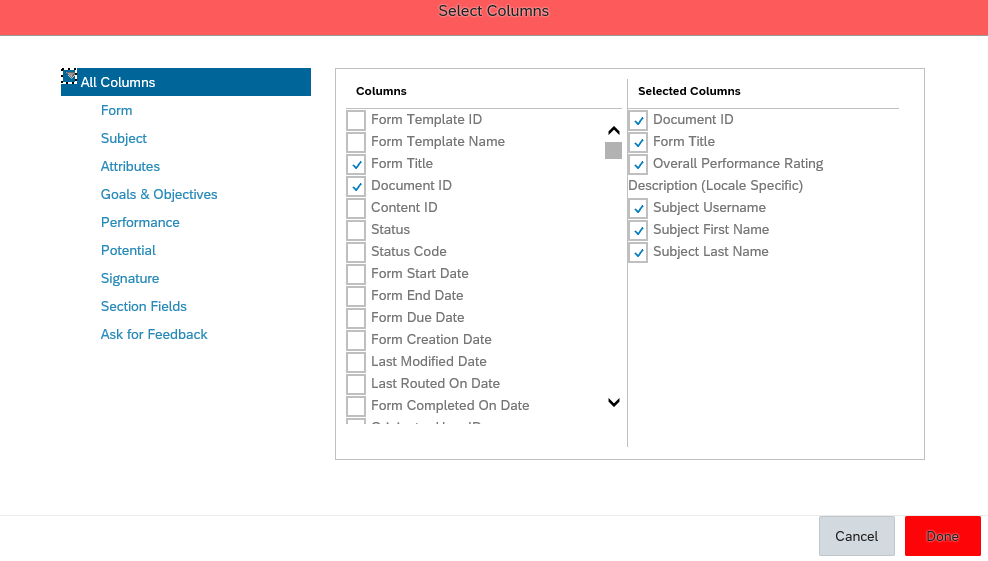 Select Columns
All Columns
Form
Subject
Attributes
Goals & Objectives
Performance
Potential
Signature
Section Fields
Ask for Feedback
Columns
Form Template ID
Form Template Name
Form Title
Document ID
Content ID
Status
Status Code
Form Start Date
Form End Date
Form Due Date
Form Creation Date
Last Modified Date
Last Routed On Date
Form Completed On Date
Selected Columns
Document ID
Form Title
Overall Performance Rating
Description (Locale Specific)
Subject Username
Subject First Name
Subject Last Name
Cancel
Done